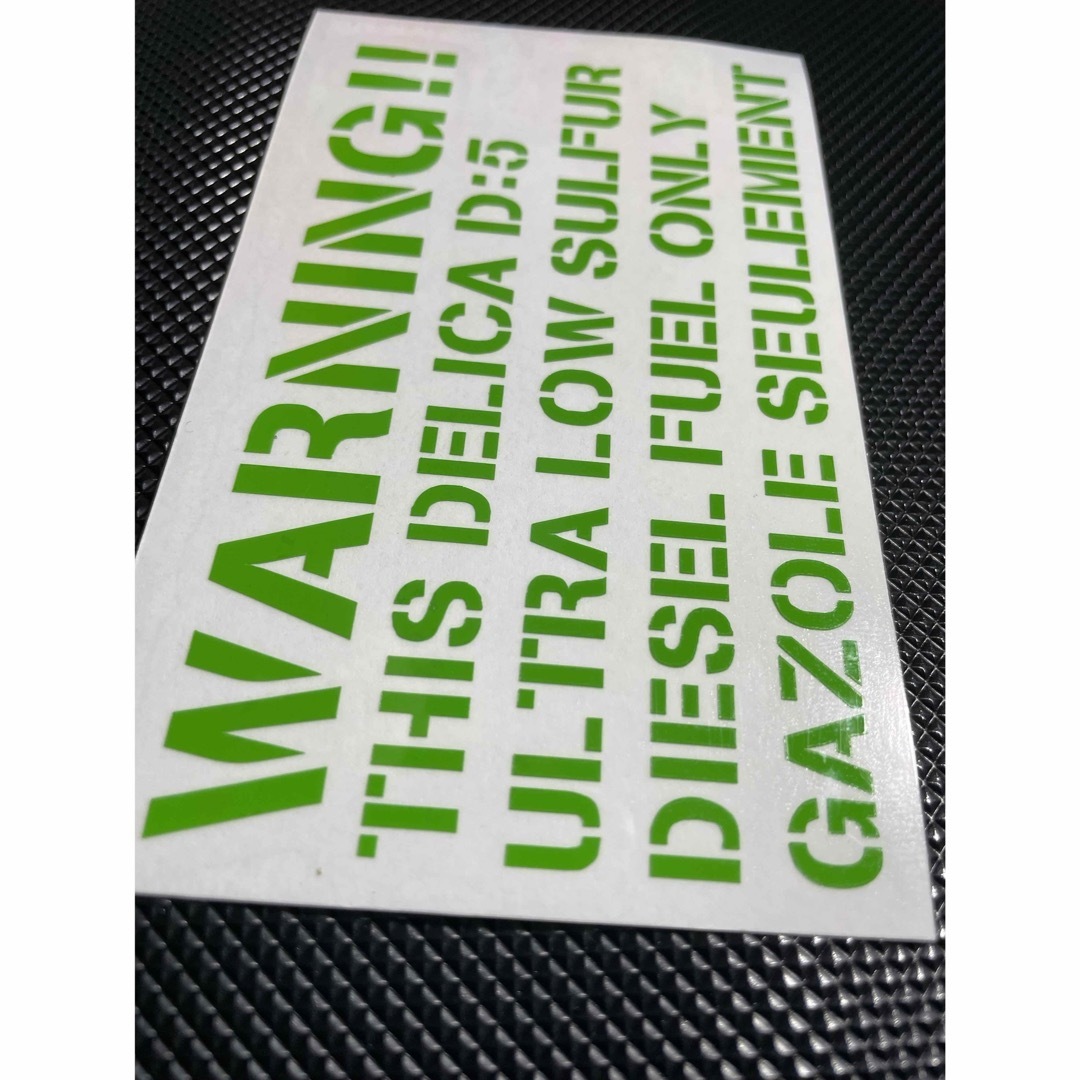 WARNING!!
THIS DELICA D:5
ULTRA LOW SULFUR
DIESEL FUEL ONLY
GAZOLE SEULEMENT